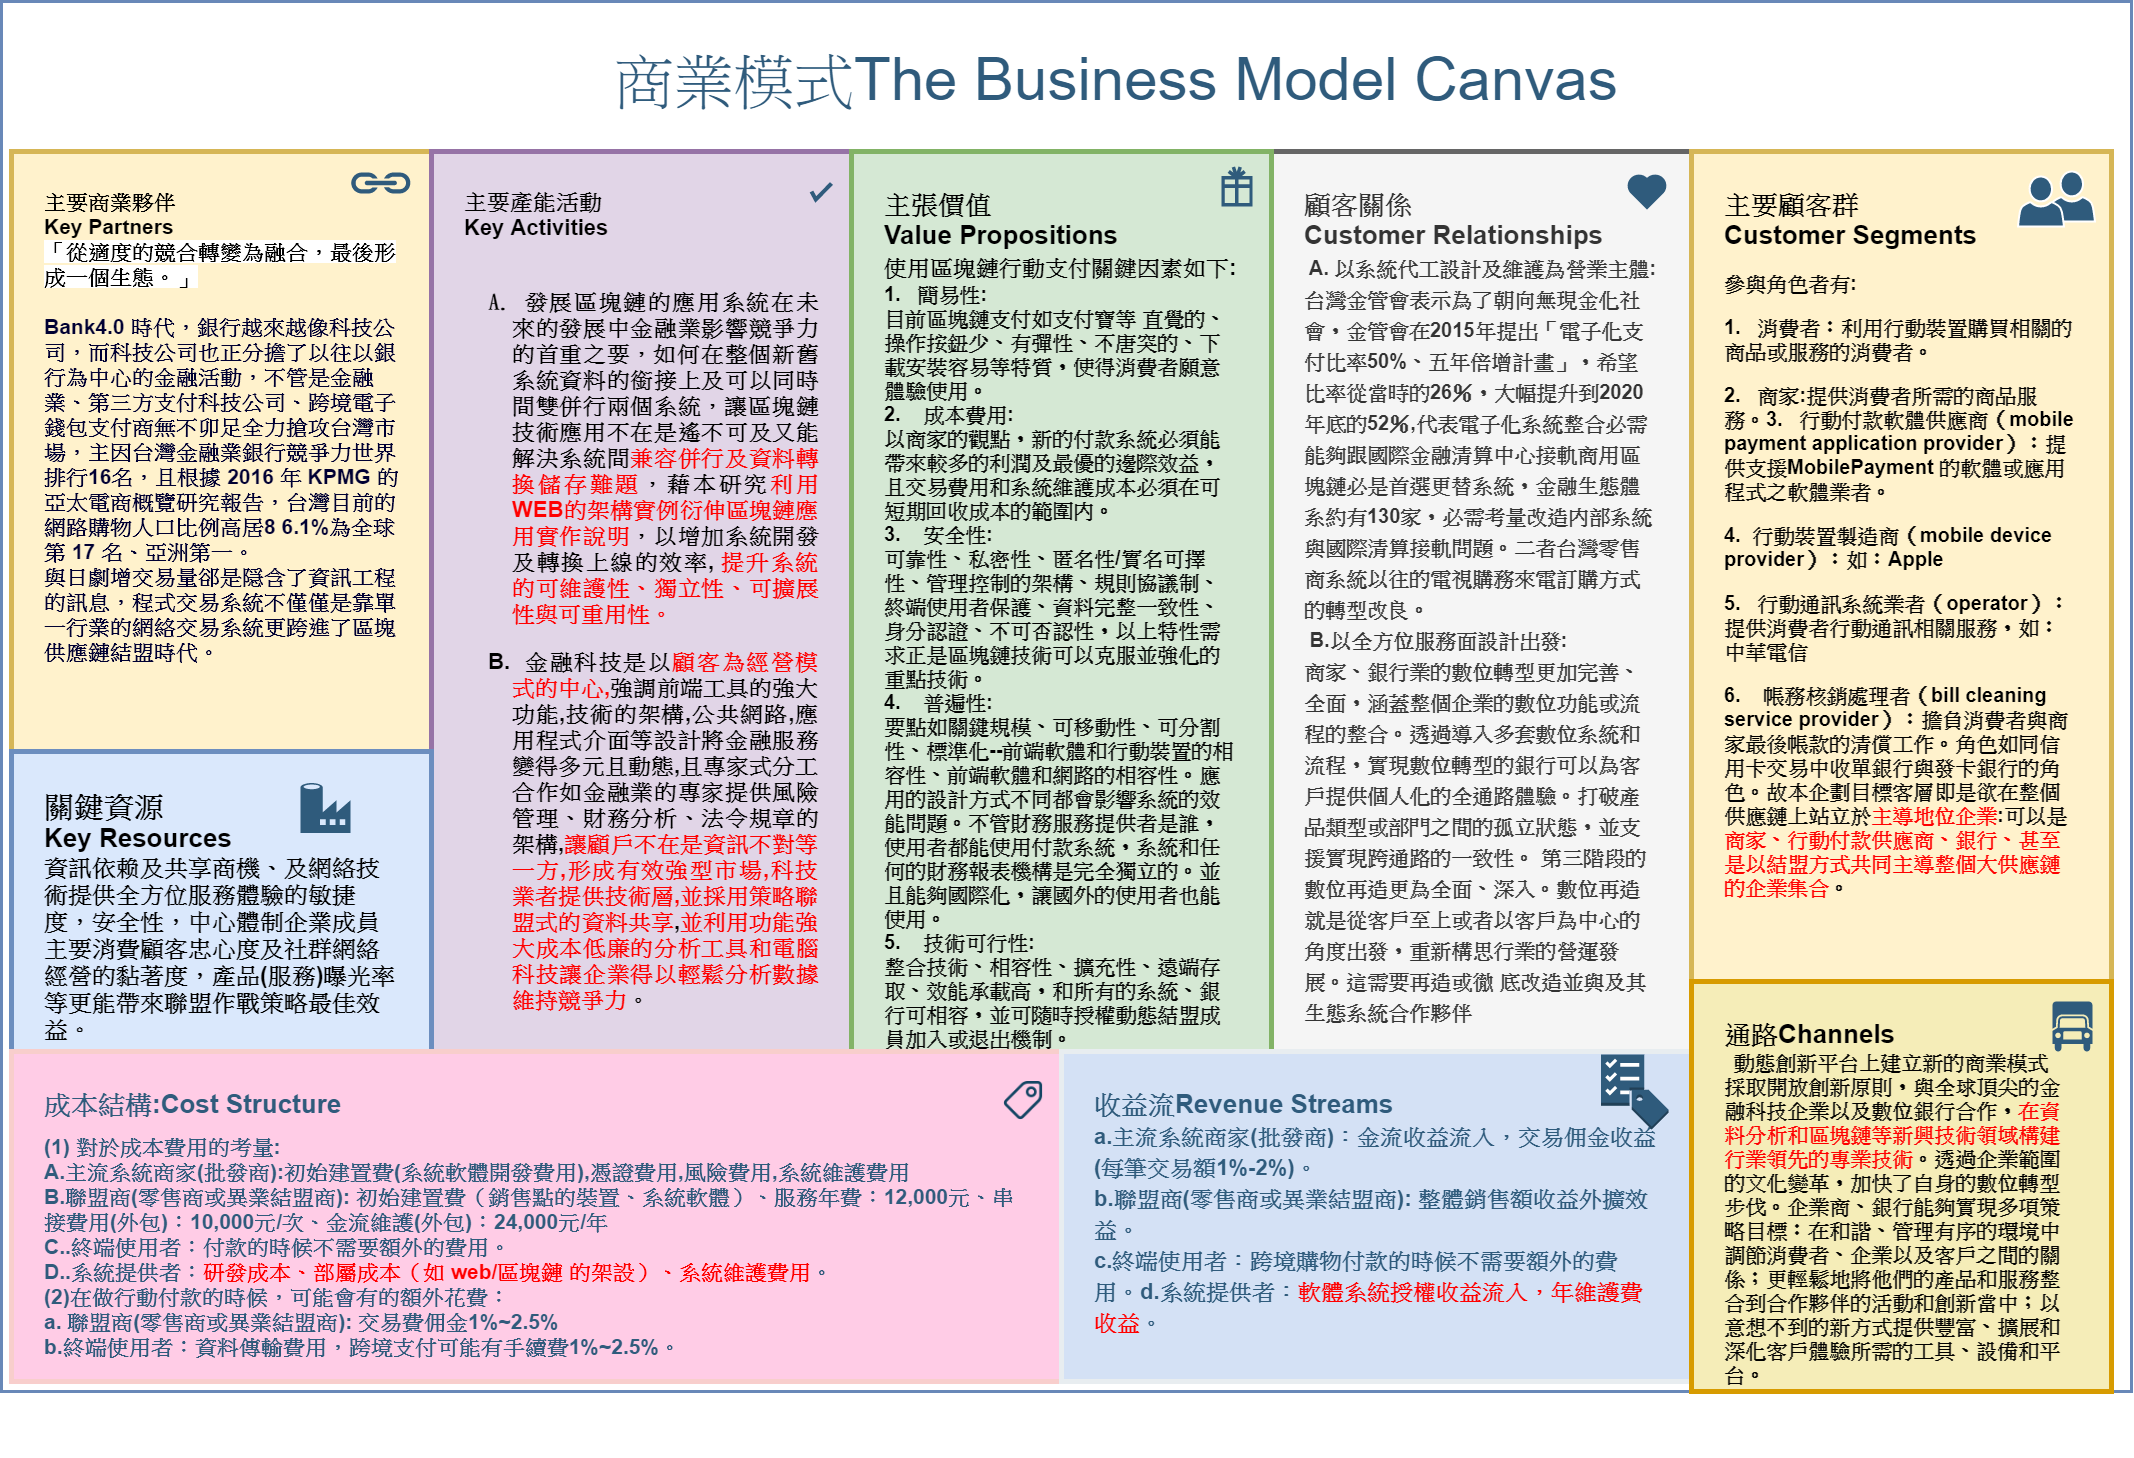 商業模式The Business Model Canvas
主要商業夥伴
Key Partners
「從適度的競合轉變為融合，最後形
成一個生態。」
Bank4.0 時代，銀行越來越像科技公
司，而科技公司也正分擔了以往以銀
行為中心的金融活動，不管是金融
業、第三方支付科技公司、跨境電子
錢包支付商無不卯足全力搶攻台灣市
場，主因台灣金融業銀行競爭力世界
排行16名，且根據 2016 年 KPMG 的
亞太電商概覽研究報告，台灣目前的
網路購物人口比例高居8 6.1%為全球
第 17 名、亞洲第一。
與日劇增交易量卻是隱含了資訊工程
的訊息，程式交易系統不僅僅是靠單
一行業的網絡交易系統更跨進了區塊
供應鏈結盟時代。
關鍵資源
Key Resources
資訊依賴及共享商機、及網絡技
術提供全方位服務體驗的敏捷
度，安全性，中心體制企業成員
主要消費顧客忠心度及社群網絡
經營的黏著度，產品(服務)曝光率
等更能帶來聯盟作戰策略最佳效
益。
主要產能活動
Key Activities
A. 發展區塊鏈的應用系統在未
來的發展中金融業影響競爭力
的首重之要，如何在整個新舊
系統資料的銜接上及可以同時
間雙併行兩個系統，讓區塊鏈
技術應用不在是遙不可及又能
解決系統間兼容併行及資料轉
換儲存難題，藉本研究利用
WEB的架構實例衍伸區塊鏈應
用實作說明，以增加系統開發
及轉換上線的效率, 提升系統
的可維護性、獨立性、可擴展
性與可重用性。
B. 金融科技是以顧客為經營模
式的中心,強調前端工具的強大
功能,技術的架構,公共網路,應
用程式介面等設計將金融服務
變得多元且動態,且專家式分工
合作如金融業的專家提供風險
管理、財務分析、法令規章的
架構,讓顧戶不在是資訊不對等
一方,形成有效強型市場,科技
業者提供技術層,並採用策略聯
盟式的資料共享,並利用功能強
大成本低廉的分析工具和電腦
科技讓企業得以輕鬆分析數據
維持競爭力。
主張價值
Value Propositions
使用區塊鏈行動支付關鍵因素如下:
1. 簡易性:
目前區塊鏈支付如支付寶等 直覺的、
操作按鈕少、有彈性、不唐突的、下
載安裝容易等特質，使得消費者願意
體驗使用。
2. 成本費用:
以商家的觀點，新的付款系統必須能
帶來較多的利潤及最優的邊際效益，
且交易費用和系統維護成本必須在可
短期回收成本的範圍內。
3. 安全性:
可靠性、私密性、匿名性/實名可擇
性、管理控制的架構、規則協議制、
終端使用者保護、資料完整一致性、
身分認證、不可否認性，以上特性需
求正是區塊鏈技術可以克服並強化的
重點技術。
4. 普遍性:
要點如關鍵規模、可移動性、可分割
性、標準化--前端軟體和行動裝置的相
容性、前端軟體和網路的相容性。應
用的設計方式不同都會影響系統的效
能問題。不管財務服務提供者是誰，
使用者都能使用付款系統，系統和任
何的財務報表機構是完全獨立的。並
且能夠國際化，讓國外的使用者也能
使用。
5. 技術可行性:
整合技術、相容性、擴充性、遠端存
取、效能承載高，和所有的系統、銀
行可相容，並可隨時授權動態結盟成
員加入或退出機制。
顧客關係
Customer Relationships
A. 以系統代工設計及維護為營業主體:
台灣金管會表示為了朝向無現金化社
會，金管會在2015年提出「電子化支
付比率50%、五年倍增計畫」，希望
比率從當時的26%，大幅提升到2020
年底的52%,代表電子化系統整合必需
能夠跟國際金融清算中心接軌商用區
塊鏈必是首選更替系統，金融生態體
系約有130家，必需考量改造内部系統
與國際清算接軌問題。二者台灣零售
商系統以往的電視購務來電訂購方式
的轉型改良。
B.以全方位服務面設計出發:
商家、銀行業的數位轉型更加完善、
全面，涵蓋整個企業的數位功能或流
程的整合。透過導入多套數位系統和
流程，實現數位轉型的銀行可以為客
戶提供個人化的全通路體驗。打破產
品類型或部門之間的孤立狀態，並支
援實現跨通路的一致性。 第三階段的
數位再造更為全面、深入。數位再造
就是從客戶至上或者以客戶為中心的
角度出發，重新構思行業的營運發
展。這需要再造或徹 底改造並與及其
生態系統合作夥伴
主要顧客群
Customer Segments
參與角色者有:
1. 消費者：利用行動裝置購買相關的
商品或服務的消費者。
2. 商家:提供消費者所需的商品服
務。3. 行動付款軟體供應商（mobile
payment application provider）：提
供支援MobilePayment 的軟體或應用
程式之軟體業者。
4. 行動裝置製造商（mobile device
provider）：如：Apple
5. 行動通訊系統業者（operator）：
提供消費者行動通訊相關服務，如：
中華電信
6. 帳務核銷處理者（bill cleaning
service provider）：擔負消費者與商
家最後帳款的清償工作。角色如同信
用卡交易中收單銀行與發卡銀行的角
色。故本企劃目標客層即是欲在整個
供應鏈上站立於主導地位企業:可以是
商家、行動付款供應商、銀行、甚至
是以結盟方式共同主導整個大供應鏈
的企業集合。
通路Channels
動態創新平台上建立新的商業模式
採取開放創新原則，與全球頂尖的金
融科技企業以及數位銀行合作，在資
料分析和區塊鏈等新興技術領域構建
行業領先的專業技術。透過企業範圍
的文化變革，加快了自身的數位轉型
步伐。企業商、銀行能夠實現多項策
略目標：在和諧、管理有序的環境中
調節消費者、企業以及客戶之間的關
係；更輕鬆地將他們的產品和服務整
合到合作夥伴的活動和創新當中；以
意想不到的新方式提供豐富、擴展和
深化客戶體驗所需的工具、設備和平
台。
成本結構:Cost Structure
(1) 對於成本費用的考量:
A.主流系統商家(批發商):初始建置費(系統軟體開發費用),憑證費用,風險費用,系統維護費用
B.聯盟商(零售商或異業結盟商): 初始建置費（銷售點的裝置、系統軟體）、服務年費：12,000元、串
接費用(外包)：10,000元/次、金流維護(外包)：24,000元/年
C..終端使用者：付款的時候不需要額外的費用。
D..系統提供者：研發成本、部屬成本（如 web/區塊鏈 的架設）、系統維護費用。
(2)在做行動付款的時候，可能會有的額外花費：
a. 聯盟商(零售商或異業結盟商): 交易費佣金1%~2.5%
b.終端使用者：資料傳輸費用，跨境支付可能有手續費1%~2.5%。
收益流Revenue Streams
a.主流系統商家(批發商)：金流收益流入，交易佣金收益
(每筆交易額1%-2%)。
b.聯盟商(零售商或異業結盟商): 整體銷售額收益外擴效
益。
c.終端使用者：跨境購物付款的時候不需要額外的費
用。d.系統提供者：軟體系統授權收益流入，年維護費
收益。